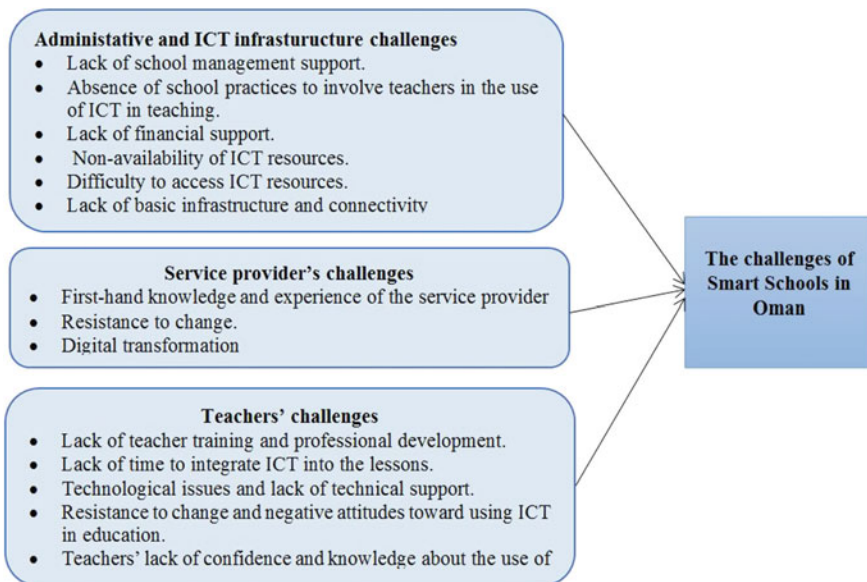 Administative and ICT infrasturucture challenges
• Lack of school management support.
• Absence of school practices to involve teachers in the use
of ICT in teaching.
• Lack of financial support.
• Non-availability of ICT resources.
• Difficulty to access ICT resources.
• Lack of basic infrastructure and connectivity
Service provider's challenges
• First-hand knowledge and experience of the service provider
• Resistance to change.
• Digital transformation
Teachers' challenges
• Lack of teacher training and professional development.
• Lack of time to integrate ICT into the lessons.
• Technological issues and lack of technical support.
• Resistance to change and negative attitudes toward using ICT
in education.
• Teachers' lack of confidence and knowledge about the use of
The challenges of
Smart Schools in
Oman